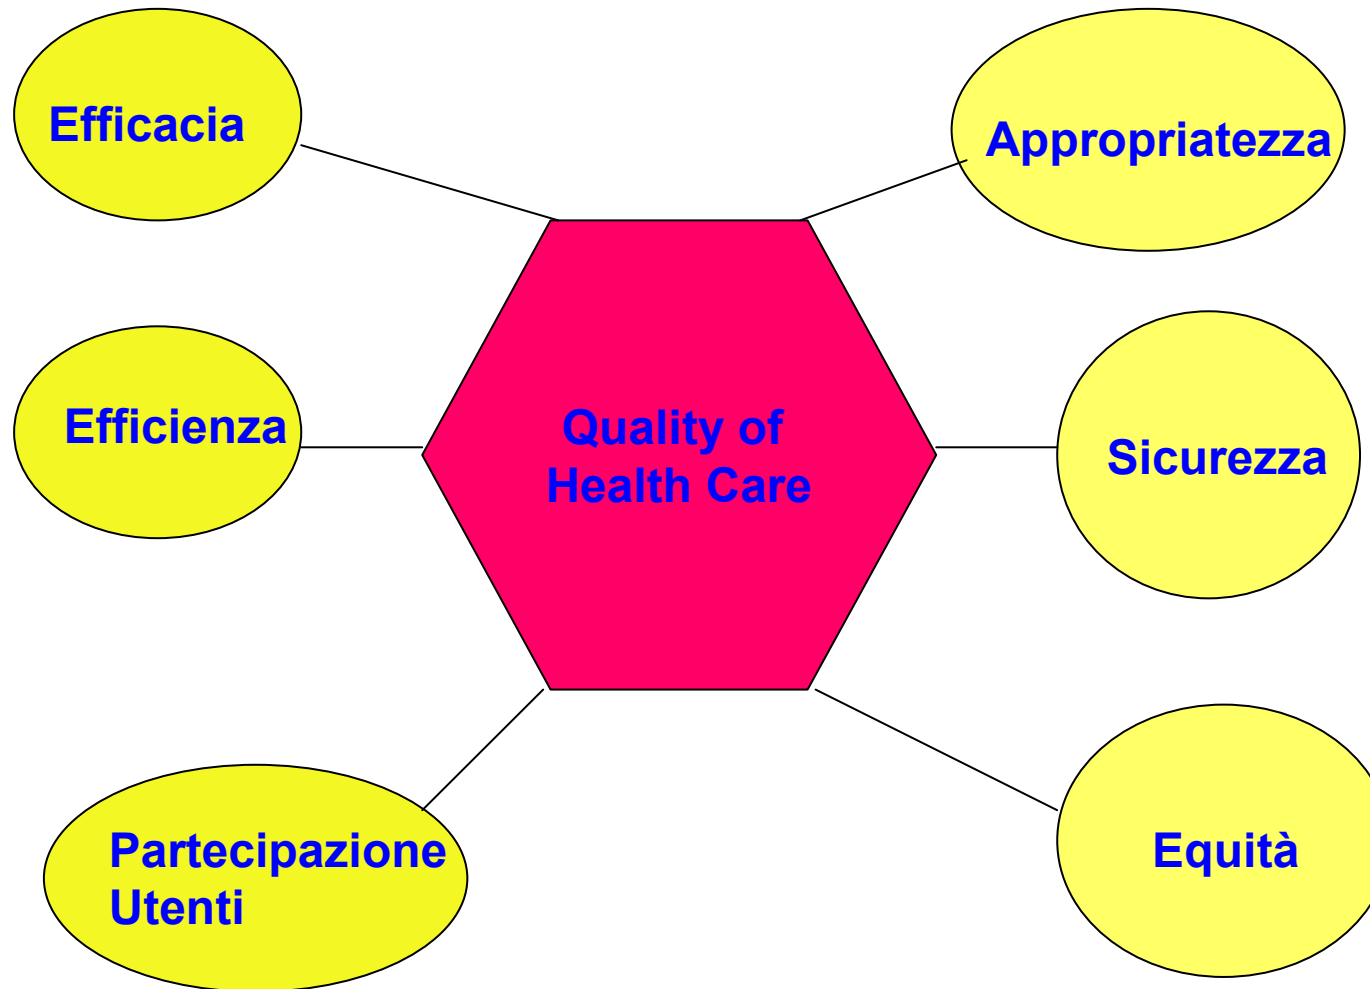 Efficacia
Appropriatezza
Efficienza
Quality of
Health Care
Sicurezza
Partecipazione
Utenti
Equità